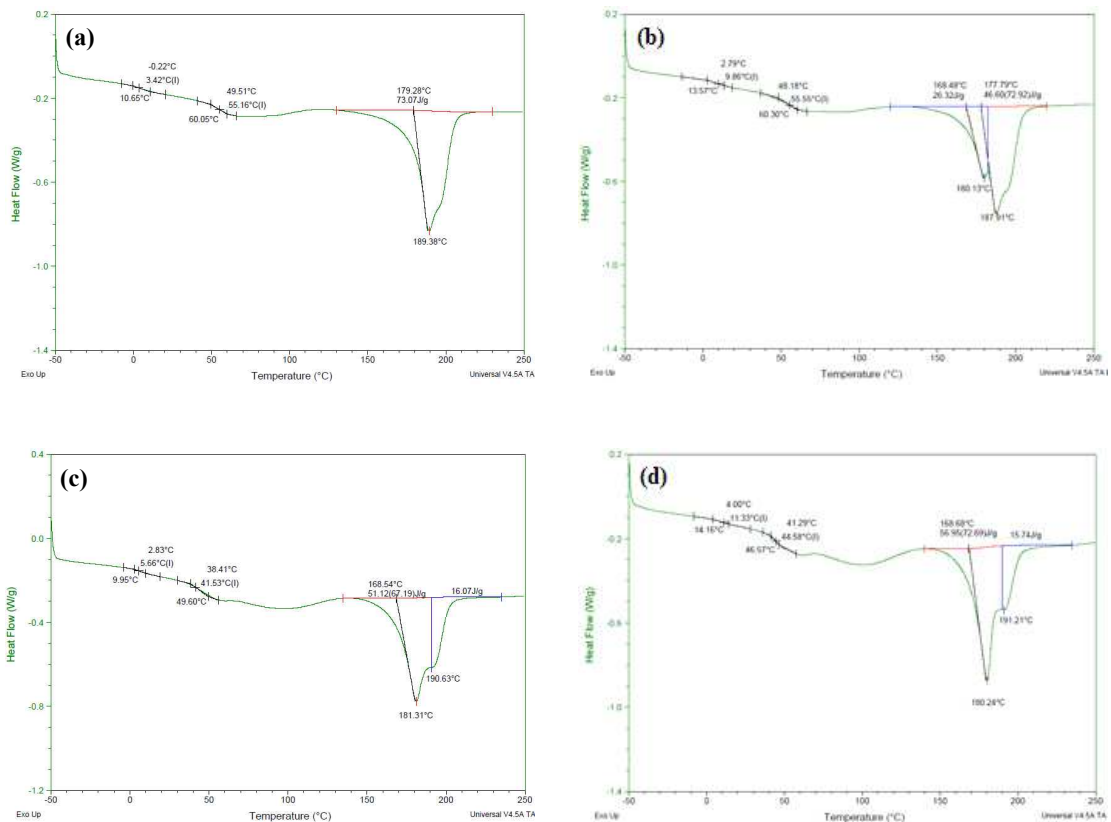 (a)
0.2
-0.2
-0.6
-1.0
-1.4
Heat Flow (W/g)
-0.22°C
3.42°C(I)
10.65°C
49.51°C
55.16°C(I)
60.05°C
179.28°C
73.07J/g
189.38°C
-50 0 50 100 150 200 250
Exo Up
Temperature (°C)
Universal V4.5A TA
(b)
0.2
-0.2
-0.6
-1.0
-1.4
Heat Flow (W/g)
2.79°C
9.86°C(I)
13.57°C
48.18°C
55.55°C(I)
60.30°C
168.48°C
26.32J/g
177.79°C
46.60(72.92)J/g
180.13°C
187.91°C
-50 0 50 100 150 200 250
Exo Up
Temperature (°C)
Universal V4.5A TA
(c)
0.4
0.0
-0.4
-0.8
-1.2
Heat Flow (W/g)
2.83°C
5.66°C(I)
9.95°C
38.41°C
41.53°C(I)
49.60°C
168.54°C
51.12(67.19)J/g
16.07J/g
190.63°C
181.31°C
-50 0 50 100 150 200 250
Exo Up
Temperature (°C)
Universal V4.5A TA
(d)
0.2
-0.2
-0.6
-1.0
-1.4
Heat Flow (W/g)
4.00°C
11.33°C(I)
14.16°C
41.29°C
44.58°C(I)
46.57°C
168.68°C
56.95(72.69)J/g
15.74J/g
191.21°C
180.24°C
-50 0 50 100 150 200 250
Exo Up
Temperature (°C)
Universal V4.5A TA